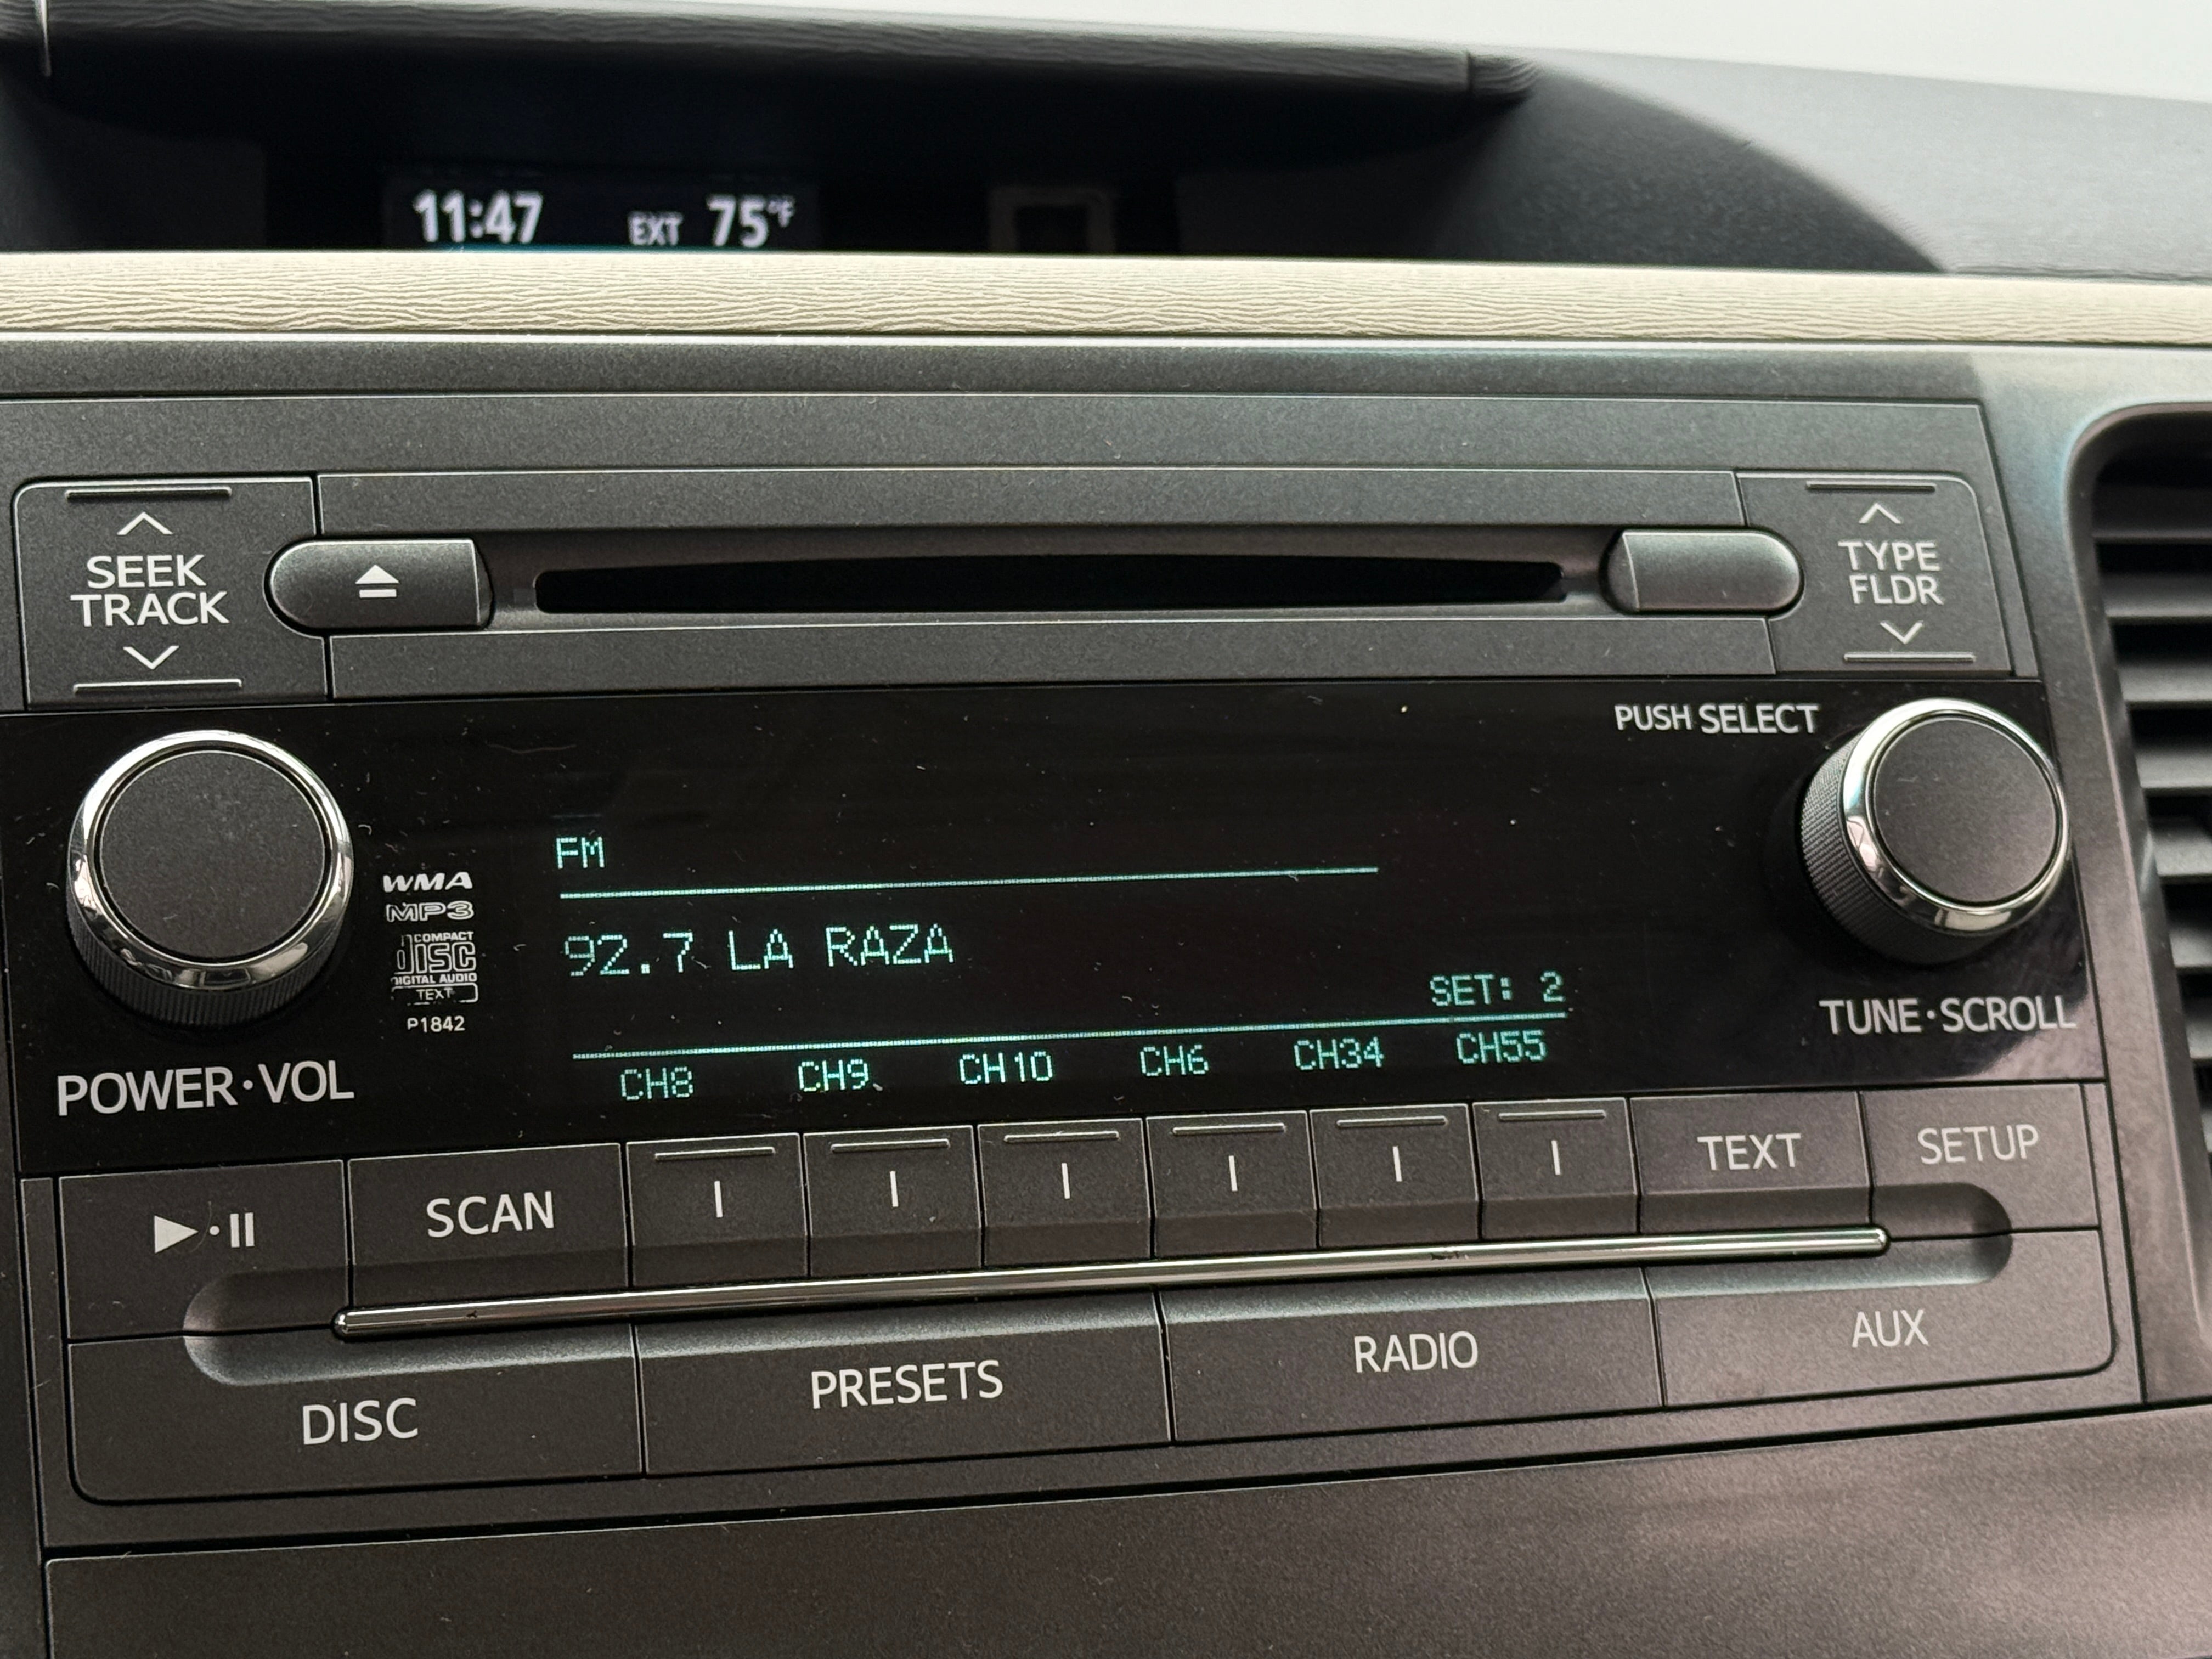 11:47 EXT 75°F
SEEK
TRACK
TYPE
FLDR
PUSH SELECT
FM
WMA
MP3
COMPACT
disc
DIGITAL AUDIO
TEXT
P1842
92.7 LA RAZA
SET: 2
CH8 CH9 CH10 CH6 CH34 CH55
POWER·VOL
TUNE·SCROLL
SCAN
TEXT
SETUP
DISC
PRESETS
RADIO
AUX